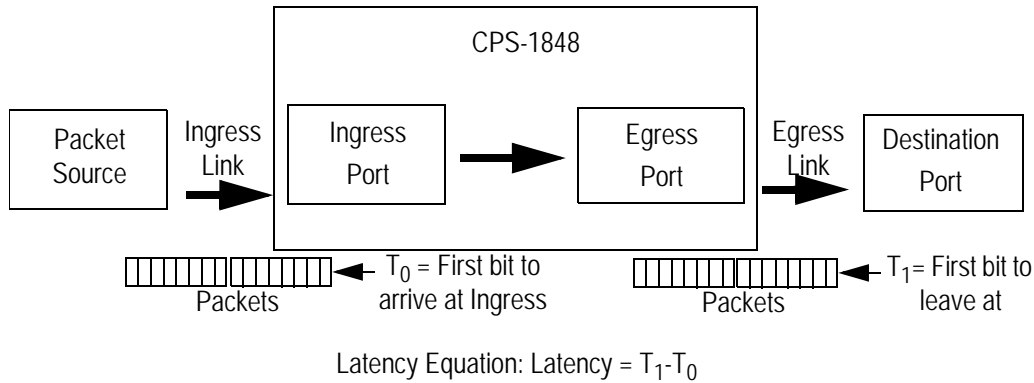 CPS-1848
Packet
Source
Ingress
Link
Ingress
Port
Egress
Port
Egress
Link
Destination
Port
Packets
T0 = First bit to
arrive at Ingress
Packets
T1= First bit to
leave at
Latency Equation: Latency = T1-T0